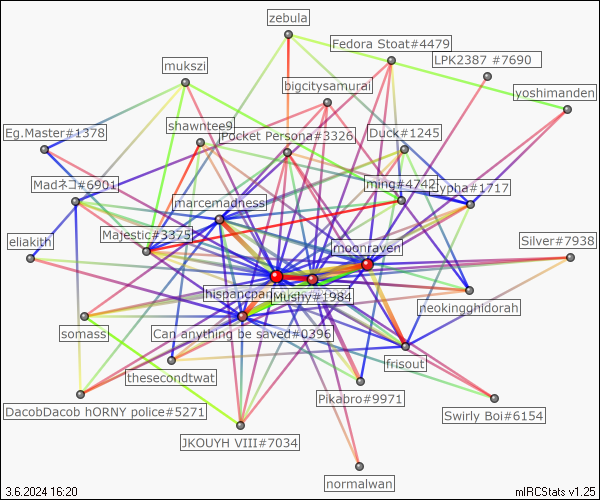 zebula
Fedora Stoat#4479
LPK2387 #7690
mukszi
bigcitysamurai
yoshimanden
Eg.Master#1378
shawntee9
Pocket Persona#3326
Duck#1245
Madネコ#6901
ming#4742
marcemadness
Majestic#3375
moonraven
eliakith
Silver#7938
Mushy#1984
neokingghidorah
somass
Can anything be saved#0396
frisout
thesecondtwat
Pikabro#9971
DacobDacob hORNY police#5271
Swirly Boi#6154
JKOUYH VIII#7034
normalwan
3.6.2024 16:20
mIRCStats v1.25